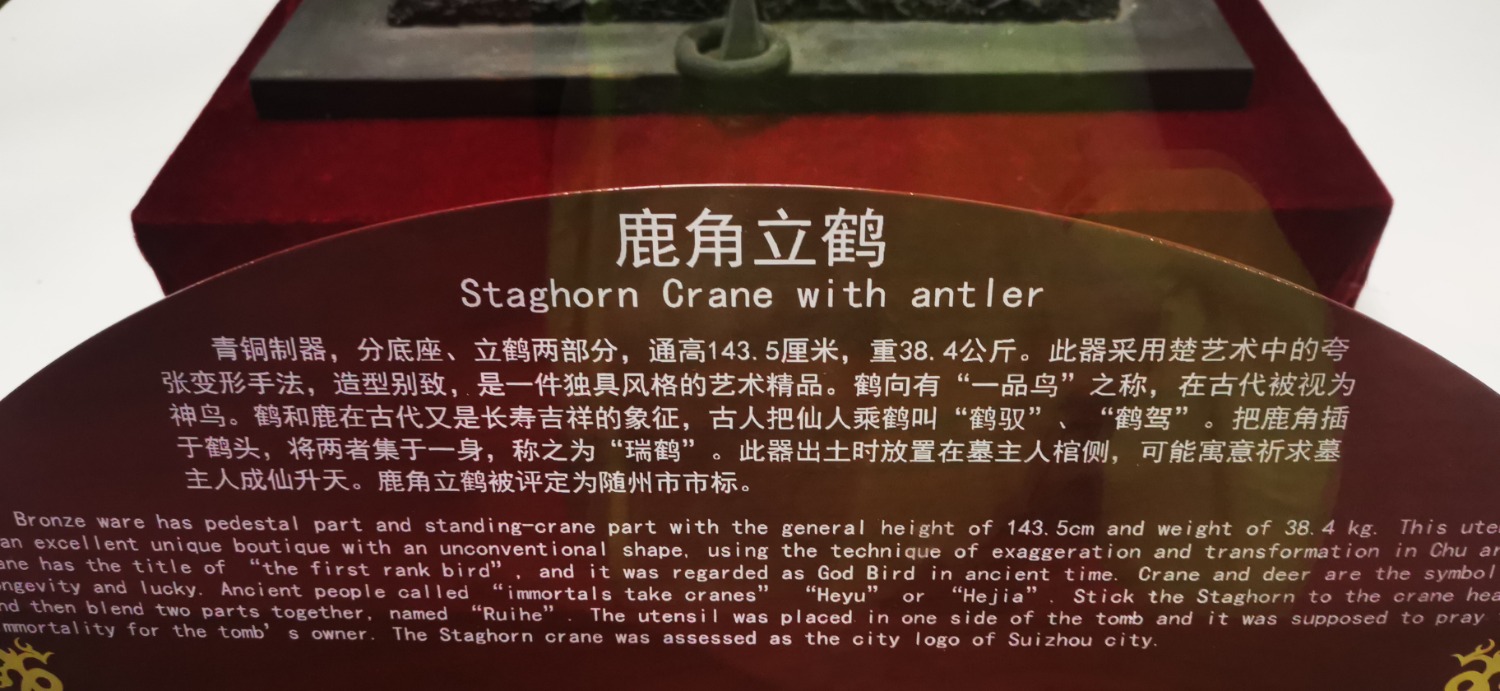 鹿角立鹤
Staghorn Crane with antler
青铜制器，分底座、立鹤两部分，通高143.5厘米，重38.4公斤。此器采用楚艺术中的夸
张变形手法，造型别致，是一件独具风格的艺术精品。鹤向有“一品鸟”之称，在古代被视为
神鸟。鹤和鹿在古代又是长寿吉祥的象征，古人把仙人乘鹤叫“鹤驭”、“鹤驾”。把鹿角插
于鹤头，将两者集于一身，称之为“瑞鹤”。此器出土时放置在墓主人棺侧，可能寓意祈求墓
主人成仙升天。鹿角立鹤被评定为随州市市标。
Bronze ware has pedestal part and standing-crane part with the general height of 143.5cm and weight of 38.4 kg. This
an excellent unique boutique with an unconventional shape, using the technique of exaggeration and transformation in Chu
has the title of “the first rank bird”, and it was regarded as God Bird in ancient time. Crane and deer are the symbol
and lucky. Ancient people called “immortals take cranes” “Heyu” or “Hejia”. Stick the Staghorn to the crane
then blend two parts together, named “Ruihe”. The utensil was placed in one side of the tomb and it was supposed to pray
for the tomb’s owner. The Staghorn crane was assessed as the city logo of Suizhou city.